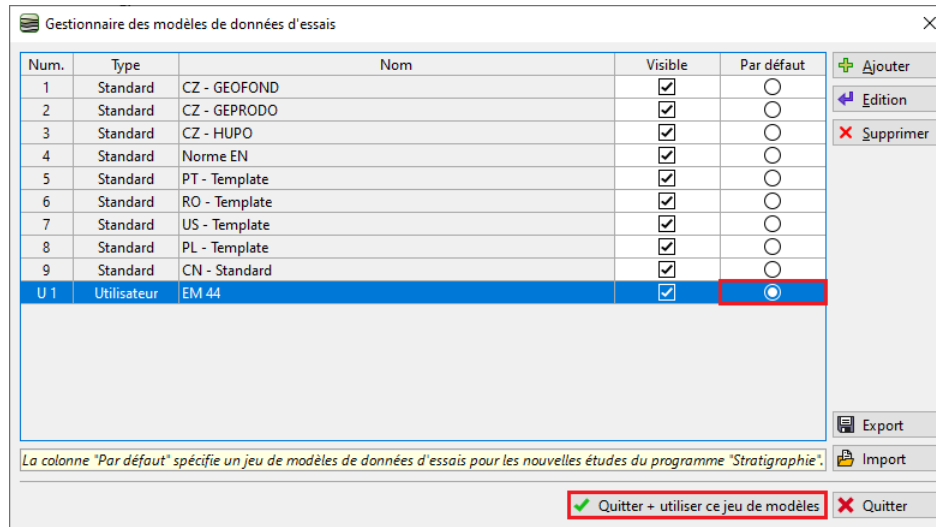 Gestionnaire des modèles de données d'essais
Num. Type Nom Visible Par défaut
1 Standard CZ - GEOFOND
2 Standard CZ - GEPRODO
3 Standard CZ - HUPO
4 Standard Norme EN
5 Standard PT - Template
6 Standard RO - Template
7 Standard US - Template
8 Standard PL - Template
9 Standard CN - Standard
U 1 Utilisateur EM 44
Ajouter
Edition
Supprimer
Export
La colonne "Par défaut" spécifie un jeu de modèles de données d'essais pour les nouvelles études du programme "Stratigraphie".
Import
Quitter + utiliser ce jeu de modèles
Quitter